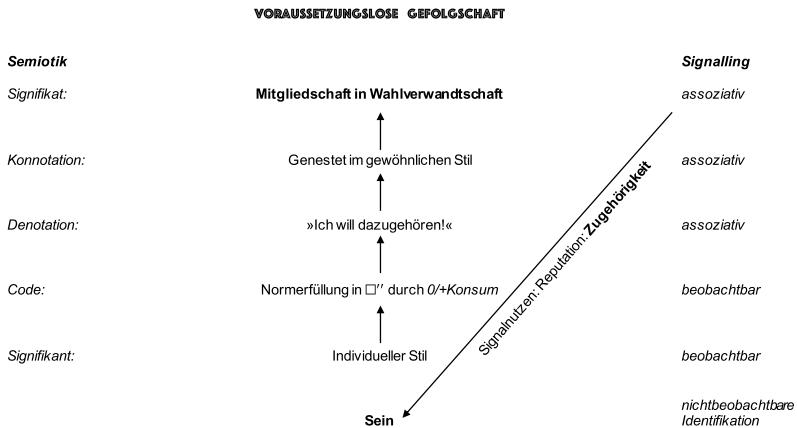 VORAUSSETZUNGSLOSE GEFOLGSCHAFT
Semiotik Signalling
Signifikat: Mitgliedschaft in Wahlverwandtschaft assoziativ
Konnotation: Genestet im gewöhnlichen Stil assoziativ
Denotation: »Ich will dazugehören!« assoziativ
Code: Normerfüllung in □′′ durch 0/+Konsum beobachtbar
Signalnutzen: Reputation: Zugehörigkeit
Signifikant: Individueller Stil beobachtbar
Sein nichtbeobachtbare
Identifikation